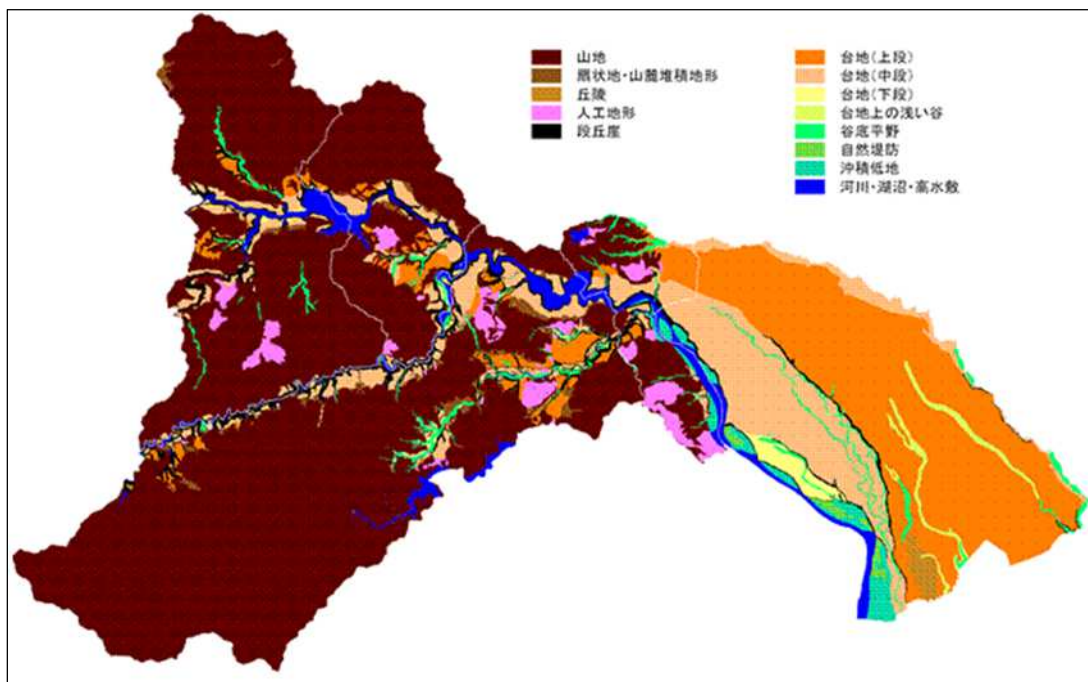 山地
扇状地・山麓堆積地形
丘陵
人工地形
段丘崖
台地(上段)
台地(中段)
台地(下段)
台地上の浅い谷
谷底平野
自然堤防
沖積低地
河川・湖沼・高水敷